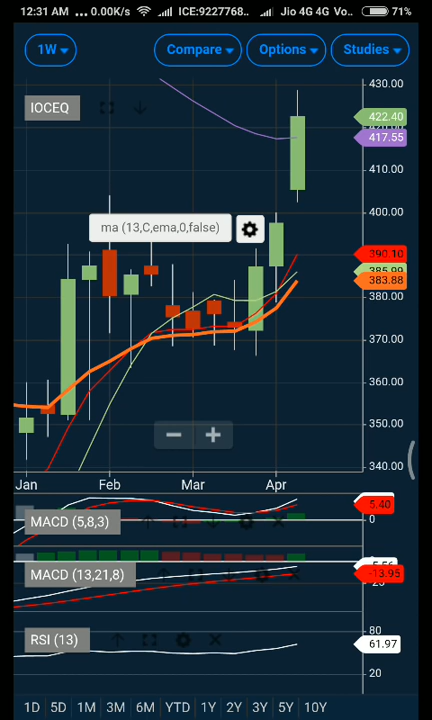 12:31 AM ... 0.00K/s ICE:9227768.. Jio 4G 4G Vo.. 71%
1W Compare Options Studies
430.00
IOCEQ
422.40
417.55
410.00
400.00
ma (13,C,ema,0,false)
390.10
385.99
383.88
380.00
370.00
360.00
350.00
340.00
Jan Feb Mar Apr
5.40
MACD (5,8,3) 0
MACD (13,21,8) -13.95
80
RSI (13) 61.97
20
1D 5D 1M 3M 6M YTD 1Y 2Y 3Y 5Y 10Y